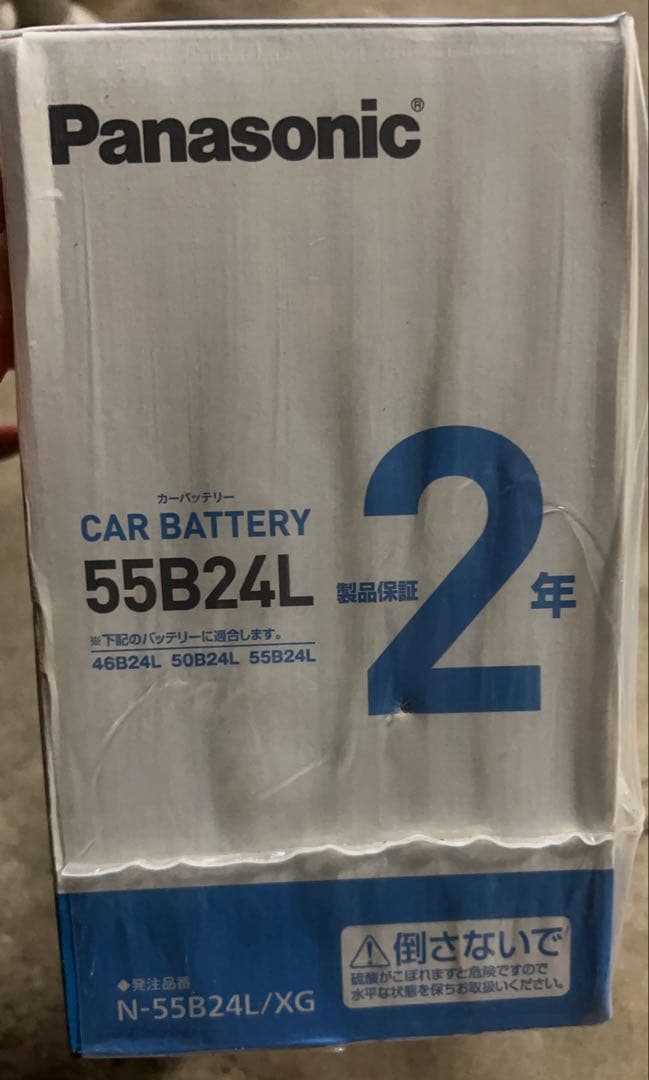 Panasonic®
カーバッテリー
CAR BATTERY
55B24L
※下記のバッテリーに適合します。
46B24L 50B24L 55B24L
製品保証 2年
⚠倒さないで
硫酸がこぼれますと危険ですので
水平な状態を保ちお取扱いください。
◆発注品番
N-55B24L/XG